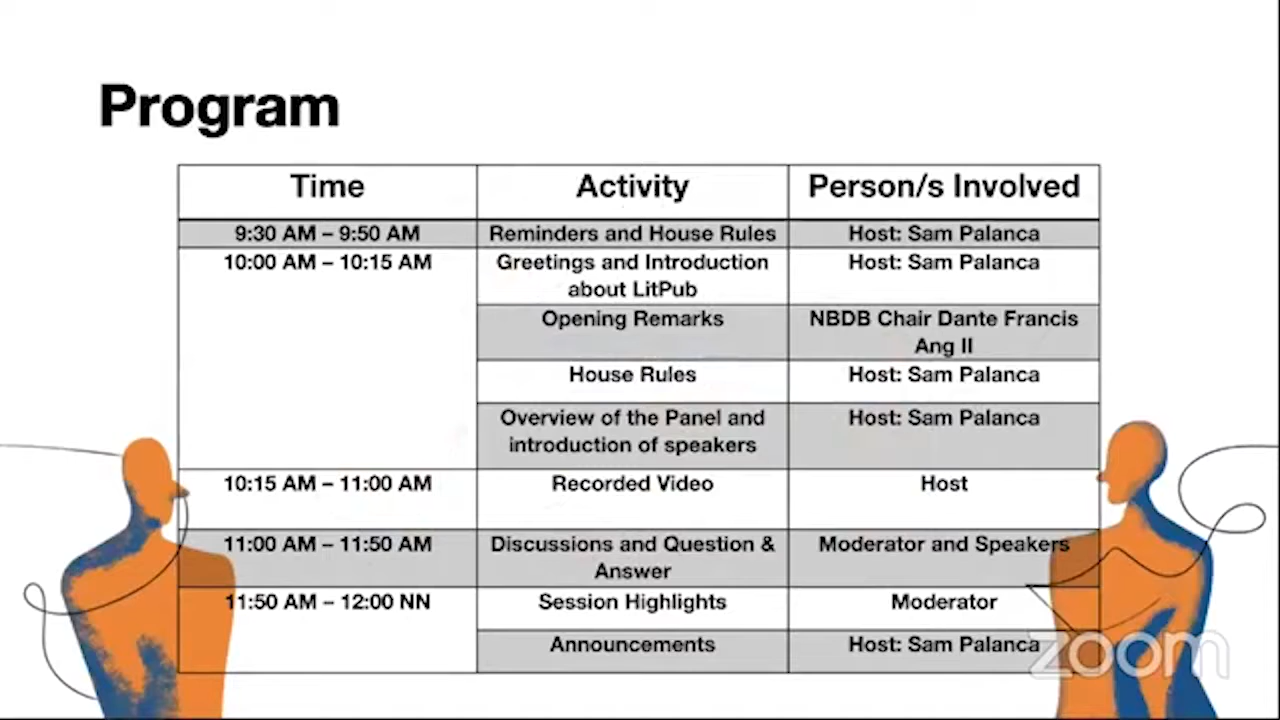 Program
Time Activity Person/s Involved
9:30 AM – 9:50 AM Reminders and House Rules Host: Sam Palanca
10:00 AM – 10:15 AM Greetings and Introduction Host: Sam Palanca
about LitPub
Opening Remarks NBDB Chair Dante Francis
Ang II
House Rules Host: Sam Palanca
Overview of the Panel and Host: Sam Palanca
introduction of speakers
10:15 AM – 11:00 AM Recorded Video Host
11:00 AM – 11:50 AM Discussions and Question & Moderator and Speakers
Answer
11:50 AM – 12:00 NN Session Highlights Moderator
Announcements Host: Sam Palanca
zoom